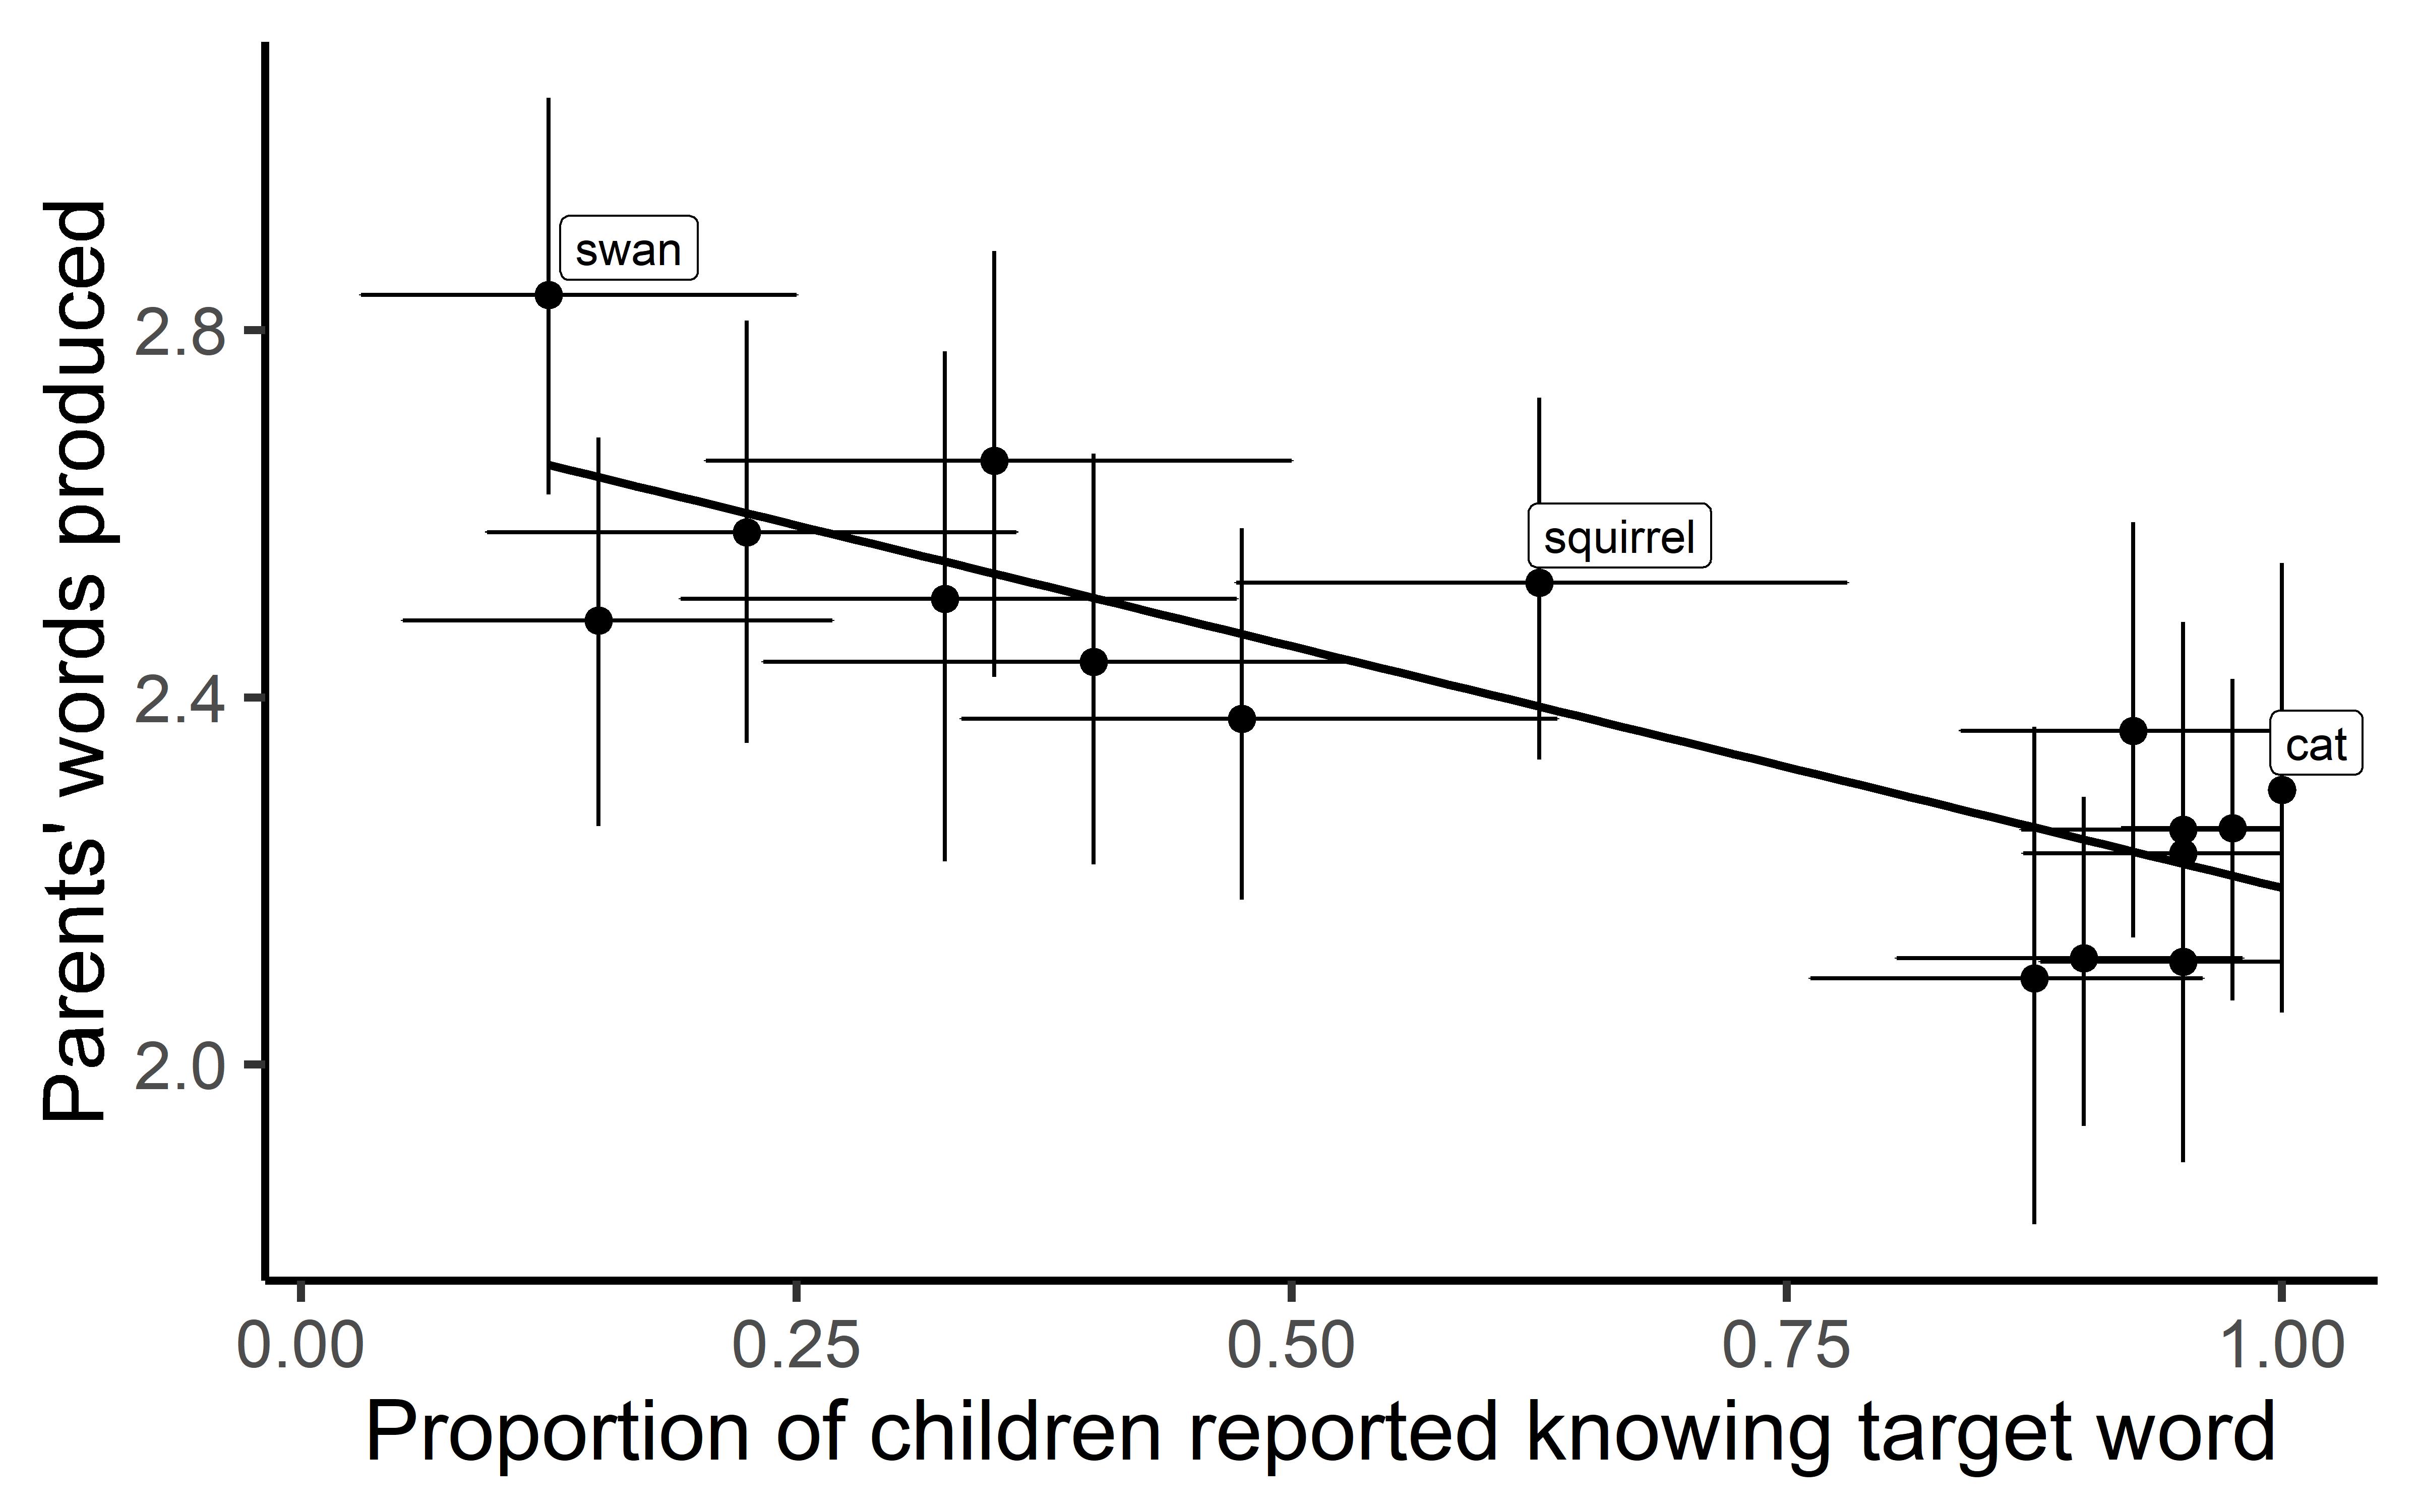 Parents' words produced
2.8
2.4
2.0
swan
squirrel
cat
0.00 0.25 0.50 0.75 1.00
Proportion of children reported knowing target word